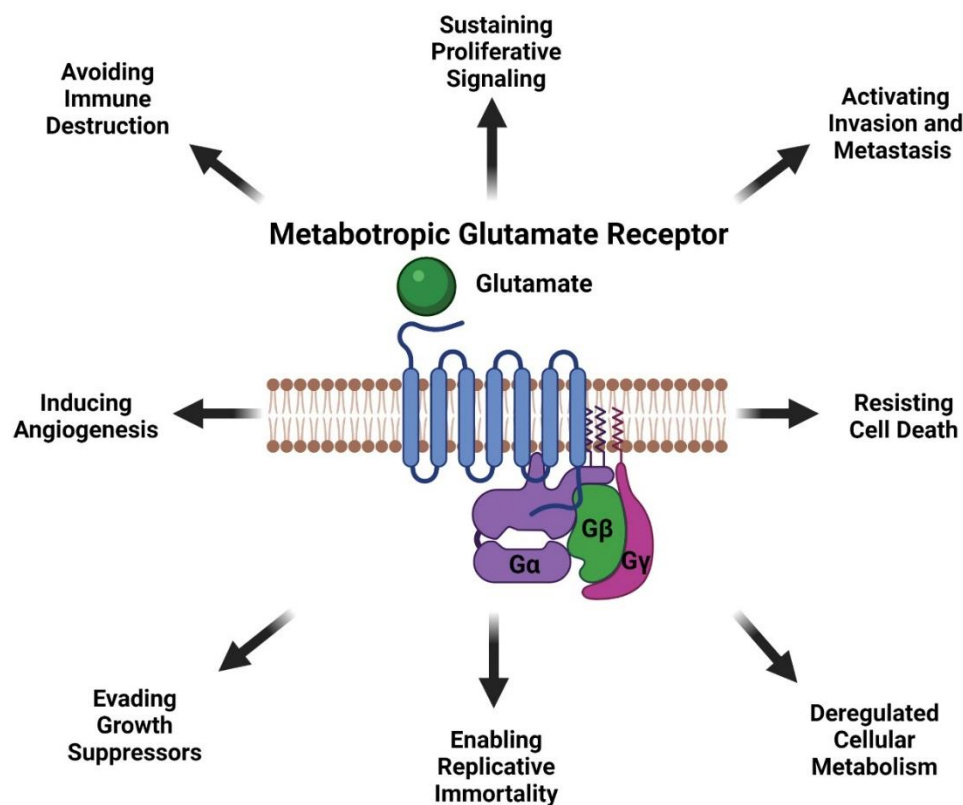 Sustaining
Proliferative
Signaling
Avoiding
Immune
Destruction
Activating
Invasion and
Metastasis
Metabotropic Glutamate Receptor
Glutamate
Inducing
Angiogenesis
Resisting
Cell Death
Gβ
Gα
Gγ
Evading
Growth
Suppressors
Enabling
Replicative
Immortality
Deregulated
Cellular
Metabolism